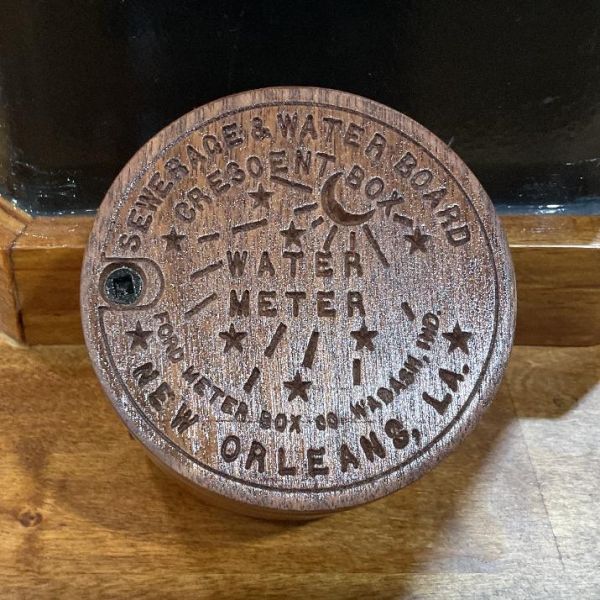 SEWERAGE & WATER BOARD
CRESCENT BOX
WATER
METER
FORD METER BOX CO WABASH, IND.
NEW ORLEANS, LA.